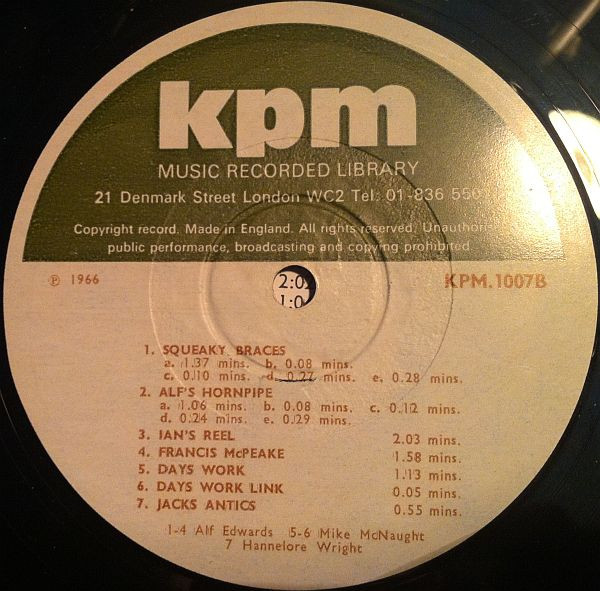 kpm
MUSIC RECORDED LIBRARY
21 Denmark Street London WC2 Tel: 01-836
Copyright record. Made in England. All rights reserved.
public performance, broadcasting and copying prohibited
℗ 1966
KPM.1007B
2:02
1:0
1. SQUEAKY BRACES
a. 1.37 mins. b. 0.08 mins.
c. 0.10 mins. d. 0.27 mins. e. 0.28 mins.
2. ALF'S HORNPIPE
a. 1.06 mins. b. 0.08 mins. c. 0.12 mins.
d. 0.24 mins. e. 0.29 mins.
3. IAN'S REEL 2.03 mins.
4. FRANCIS McPEAKE 1.58 mins.
5. DAYS WORK 1.13 mins.
6. DAYS WORK LINK 0.05 mins.
7. JACKS ANTICS 0.55 mins.
1-4 Alf Edwards 5-6 Mike McNaught
7 Hannelore Wright